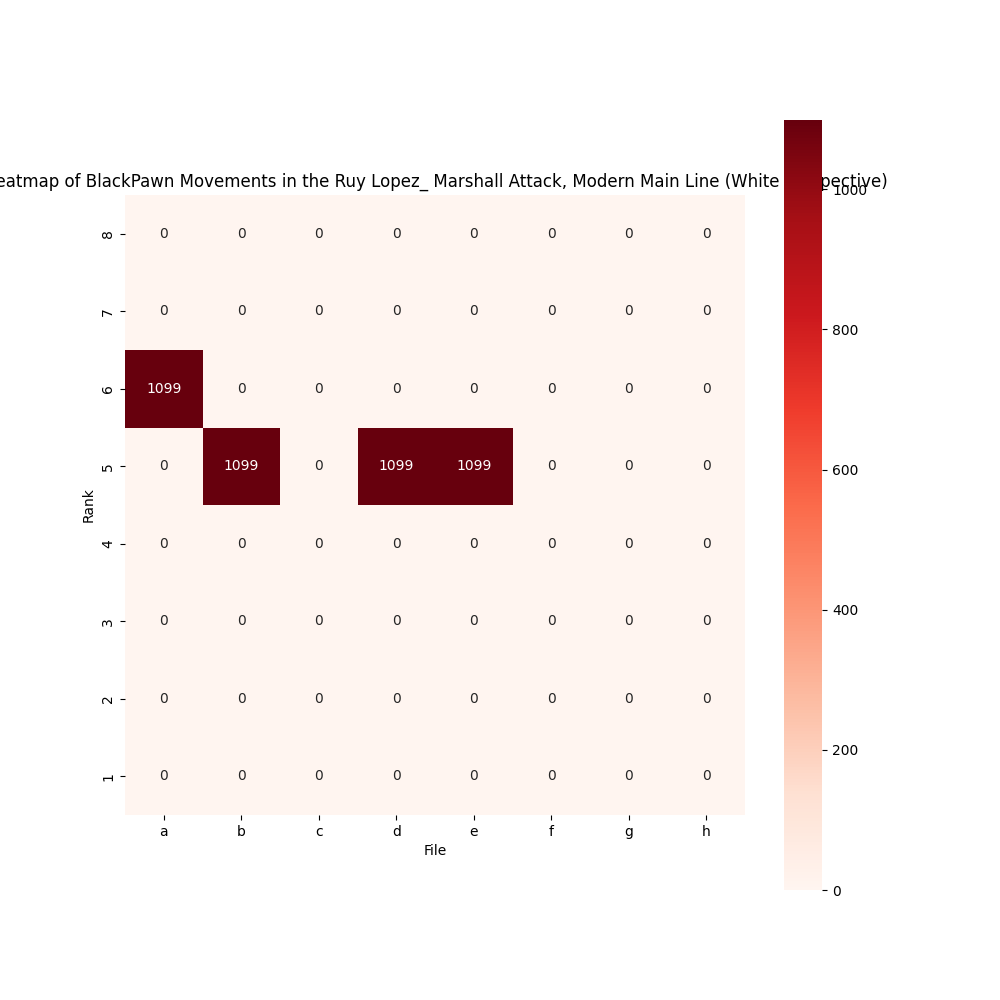 eatmap of BlackPawn Movements in the Ruy Lopez_ Marshall Attack, Modern Main Line (White pective)
1000
8 0 0 0 0 0 0 0 0
7 0 0 0 0 0 0 0 0
800
6 1099 0 0 0 0 0 0 0
5 0 1099 0 1099 1099 0 0 0
600
Rank
4 0 0 0 0 0 0 0 0
400
3 0 0 0 0 0 0 0 0
2 0 0 0 0 0 0 0 0
200
1 0 0 0 0 0 0 0 0
a b c d e f g h
File
0